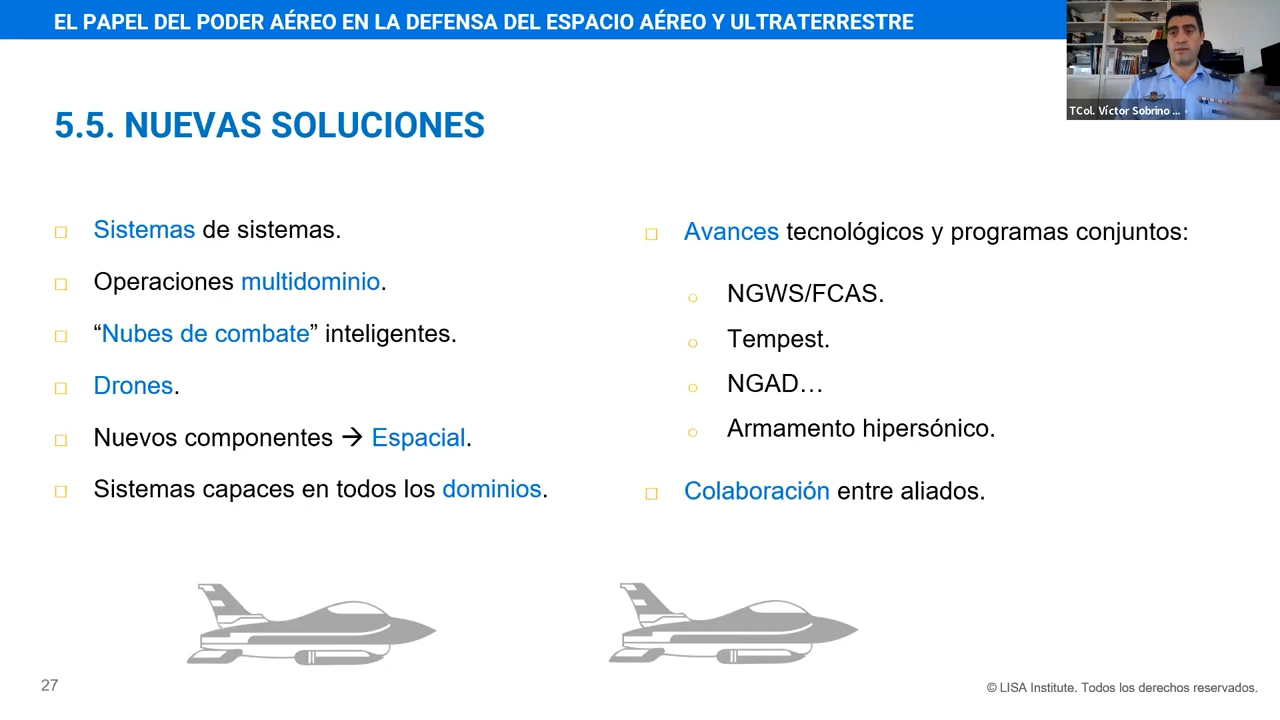 EL PAPEL DEL PODER AÉREO EN LA DEFENSA DEL ESPACIO AÉREO Y ULTRATERRESTRE
TCol. Víctor Sobrino ...
5.5. NUEVAS SOLUCIONES
Sistemas de sistemas.
Operaciones multidominio.
“Nubes de combate” inteligentes.
Drones.
Nuevos componentes → Espacial.
Sistemas capaces en todos los dominios.
Avances tecnológicos y programas conjuntos:
NGWS/FCAS.
Tempest.
NGAD…
Armamento hipersónico.
Colaboración entre aliados.
27
© LISA Institute. Todos los derechos reservados.